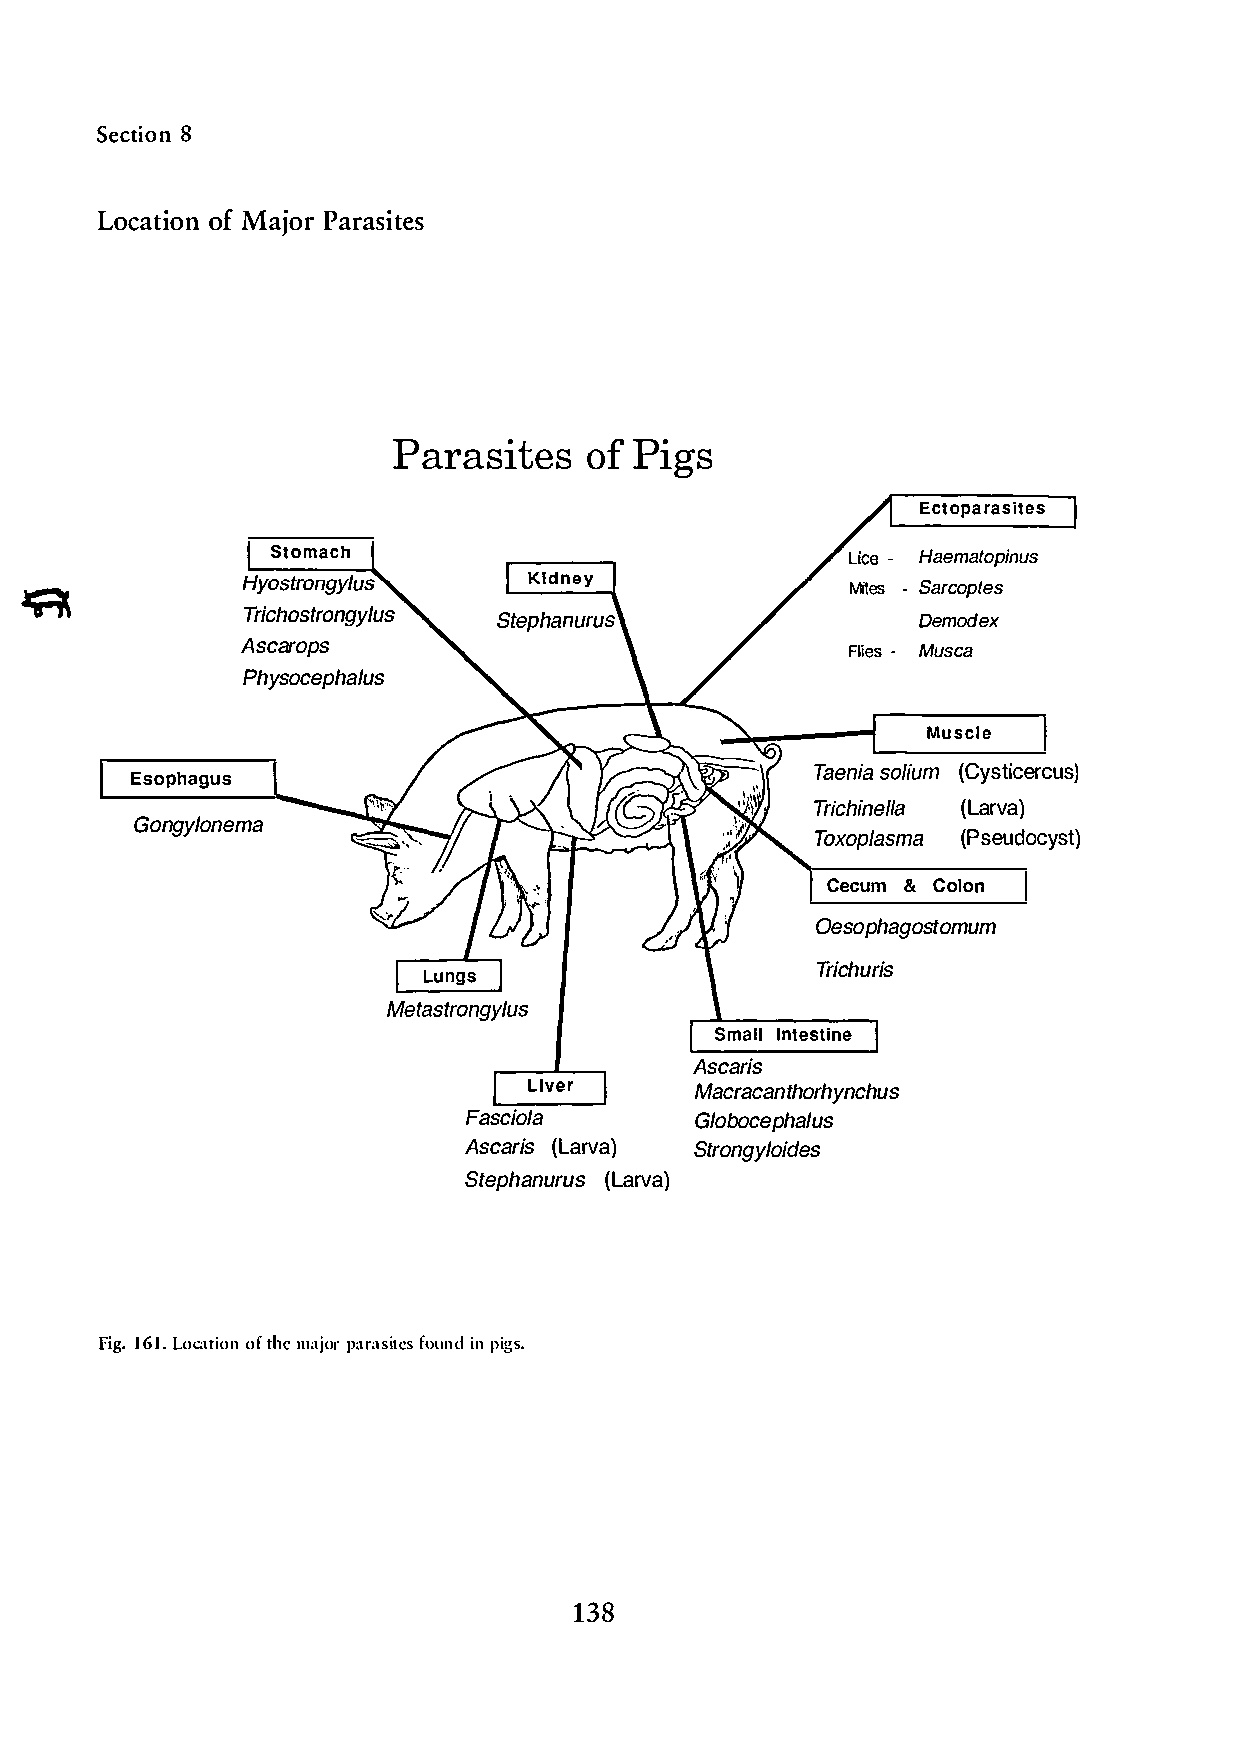 Section 8
Location of Major Parasites
Parasites of Pigs
Ectoparasites
Lice - Haematopinus
Mites - Sarcoptes
Demodex
Flies - Musca
Stomach
Hyostrongylus
Trichostrongylus
Ascarops
Physocephalus
Kidney
Stephanurus
Muscle
Taenia solium (Cysticercus)
Trichinella (Larva)
Toxoplasma (Pseudocyst)
Esophagus
Gongylonema
Cecum & Colon
Oesophagostomum
Trichuris
Lungs
Metastrongylus
Small Intestine
Ascaris
Macracanthorhynchus
Globocephalus
Strongyloides
Liver
Fasciola
Ascaris (Larva)
Stephanurus (Larva)
Fig. 161. Location of the major parasites found in pigs.
138